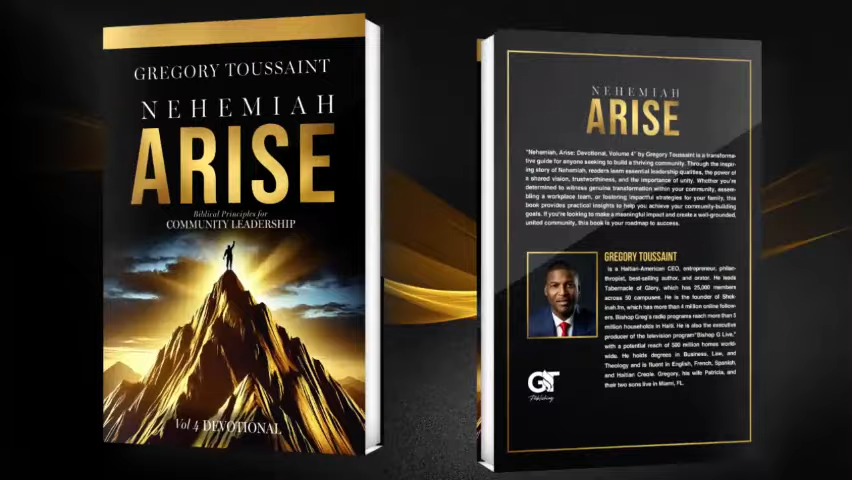 GREGORY TOUSSAINT
NEHEMIAH
ARISE
Biblical Principles for
COMMUNITY LEADERSHIP
Vol 4 DEVOTIONAL
NEHEMIAH
ARISE
"Nehemiah, Arise: Devotional, Volume 4" by Gregory Toussaint is a transforma-
tive guide for anyone seeking to build a thriving community. Through the inspir-
ing story of Nehemiah, readers learn essential leadership qualities, the power of
a shared vision, trustworthiness, and the importance of unity. Whether you're
determined to witness genuine transformation within your community, assem-
bling a workplace team, or fostering impactful strategies for your family, this
book provides practical insights to help you achieve your community-building
goals. If you're looking to make a meaningful impact and create a well-grounded,
united community, this book is your roadmap to success.
GREGORY TOUSSAINT
is a Haitian-American CEO, entrepreneur, philan-
thropist, best-selling author, and orator. He leads
Tabernacle of Glory, which has 25,000 members
across 50 campuses. He is the founder of Shek-
inah.fm, which has more than 4 million online follow-
ers. Bishop Greg's radio programs reach more than 5
million households in Haiti. He is also the executive
producer of the television program"Bishop G Live,"
with a potential reach of 500 million homes world-
wide. He holds degrees in Business, Law, and
Theology and is fluent in English, French, Spanish,
and Haitian Creole. Gregory, his wife Patricia, and
their two sons live in Miami, FL.
GT
Publishing